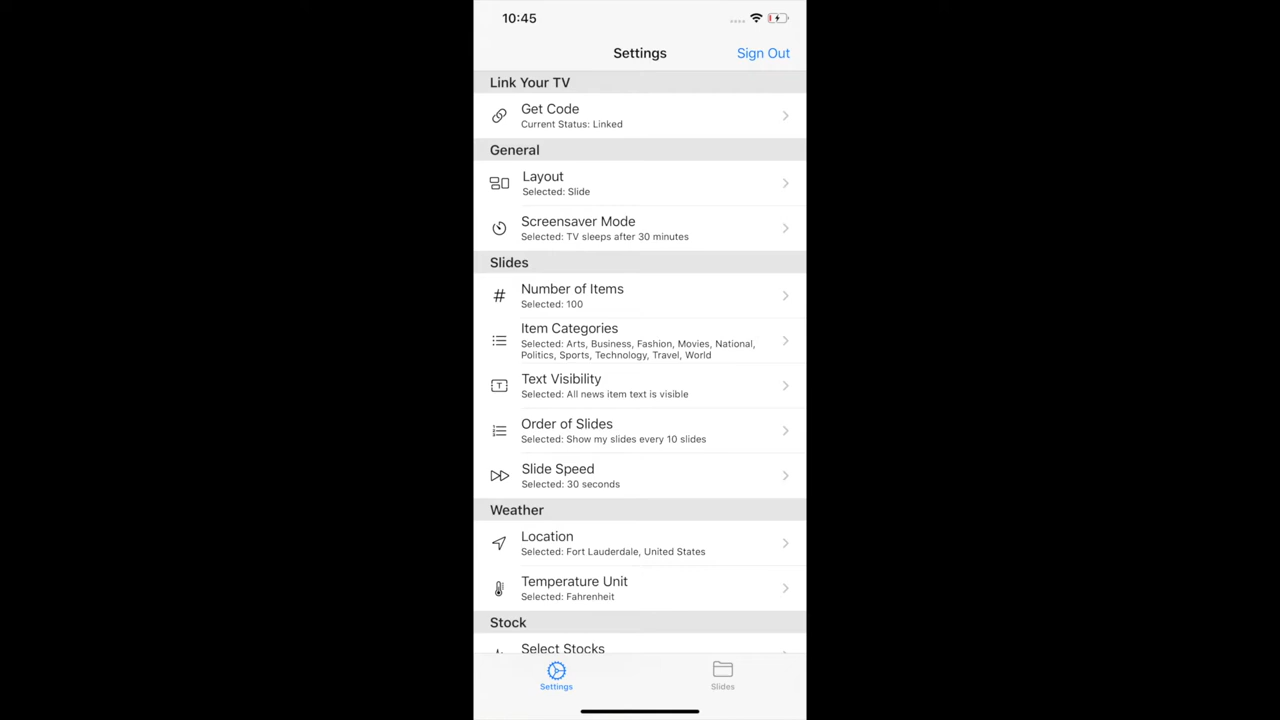 10:45
Settings
Sign Out
Link Your TV
Get Code
Current Status: Linked
General
Layout
Selected: Slide
Screensaver Mode
Selected: TV sleeps after 30 minutes
Slides
Number of Items
Selected: 100
Item Categories
Selected: Arts, Business, Fashion, Movies, National,
Politics, Sports, Technology, Travel, World
Text Visibility
Selected: All news item text is visible
Order of Slides
Selected: Show my slides every 10 slides
Slide Speed
Selected: 30 seconds
Weather
Location
Selected: Fort Lauderdale, United States
Temperature Unit
Selected: Fahrenheit
Stock
Select Stocks
Settings
Slides